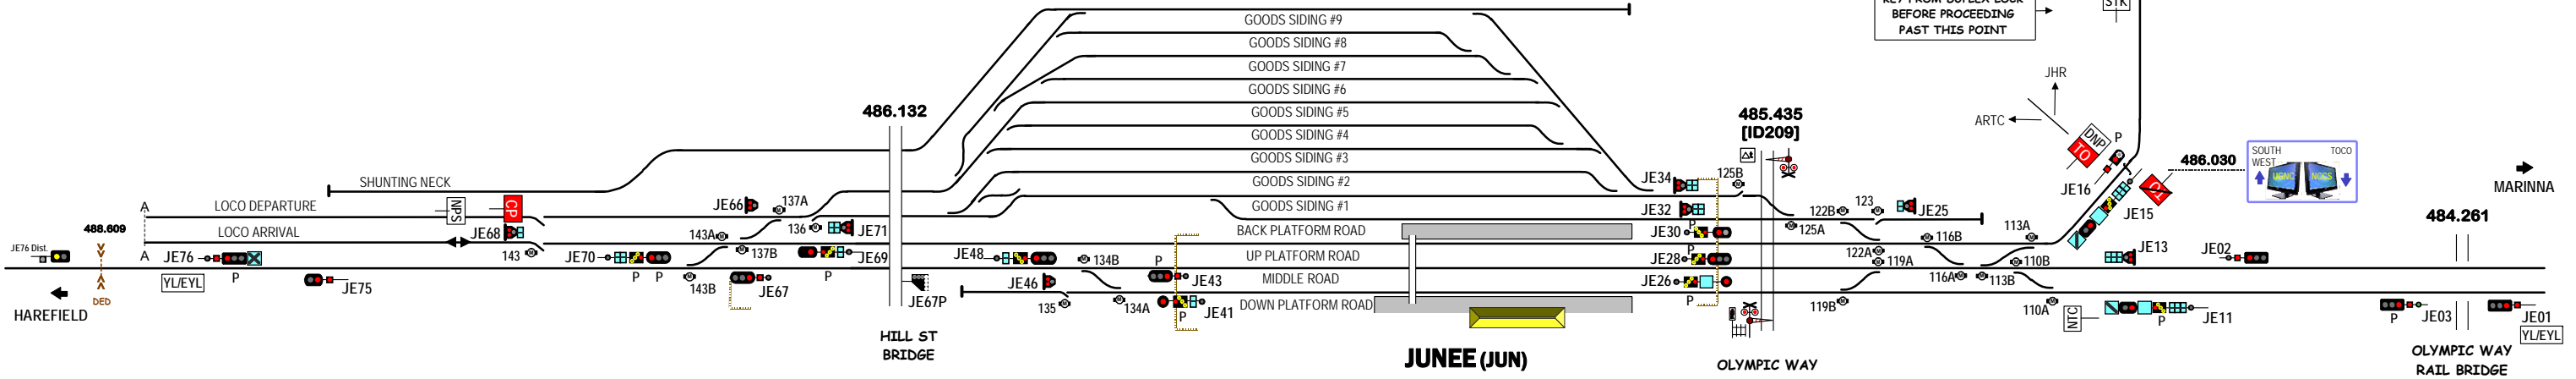 KEY FROM DUPLEX LOCK
BEFORE PROCEEDING
PAST THIS POINT
STK
GOODS SIDING #9
GOODS SIDING #8
GOODS SIDING #7
GOODS SIDING #6
GOODS SIDING #5
GOODS SIDING #4
GOODS SIDING #3
GOODS SIDING #2
GOODS SIDING #1
BACK PLATFORM ROAD
UP PLATFORM ROAD
MIDDLE ROAD
DOWN PLATFORM ROAD
486.132
485.435
[ID209]
JHR
ARTC
DNP
TO
P
JE16
JE15
CL
486.030
SOUTH
WEST
TOCO
UGNC
NOCS
MARINNA
484.261
SHUNTING NECK
LOCO DEPARTURE
LOCO ARRIVAL
A
A
NPS
CP
JE66
137A
136
JE71
JE68
143
143A
137B
143B
JE76 Dist.
488.609
DED
HAREFIELD
JE76
P
YL/EYL
JE75
JE70
P P
JE67
P
JE69
JE67P
HILL ST
BRIDGE
JE48
134B
JE46
135
134A
P
JE43
P
JE41
JUNEE (JUN)
JE34
125B
JE32
P
JE30
JE28
JE26
P
125A
122B
123
JE25
122A
119A
119B
116B
116A
113A
110B
113B
110A
OLYMPIC WAY
NTC
JE13
P
JE11
JE02
P
JE03
JE01
YL/EYL
OLYMPIC WAY
RAIL BRIDGE